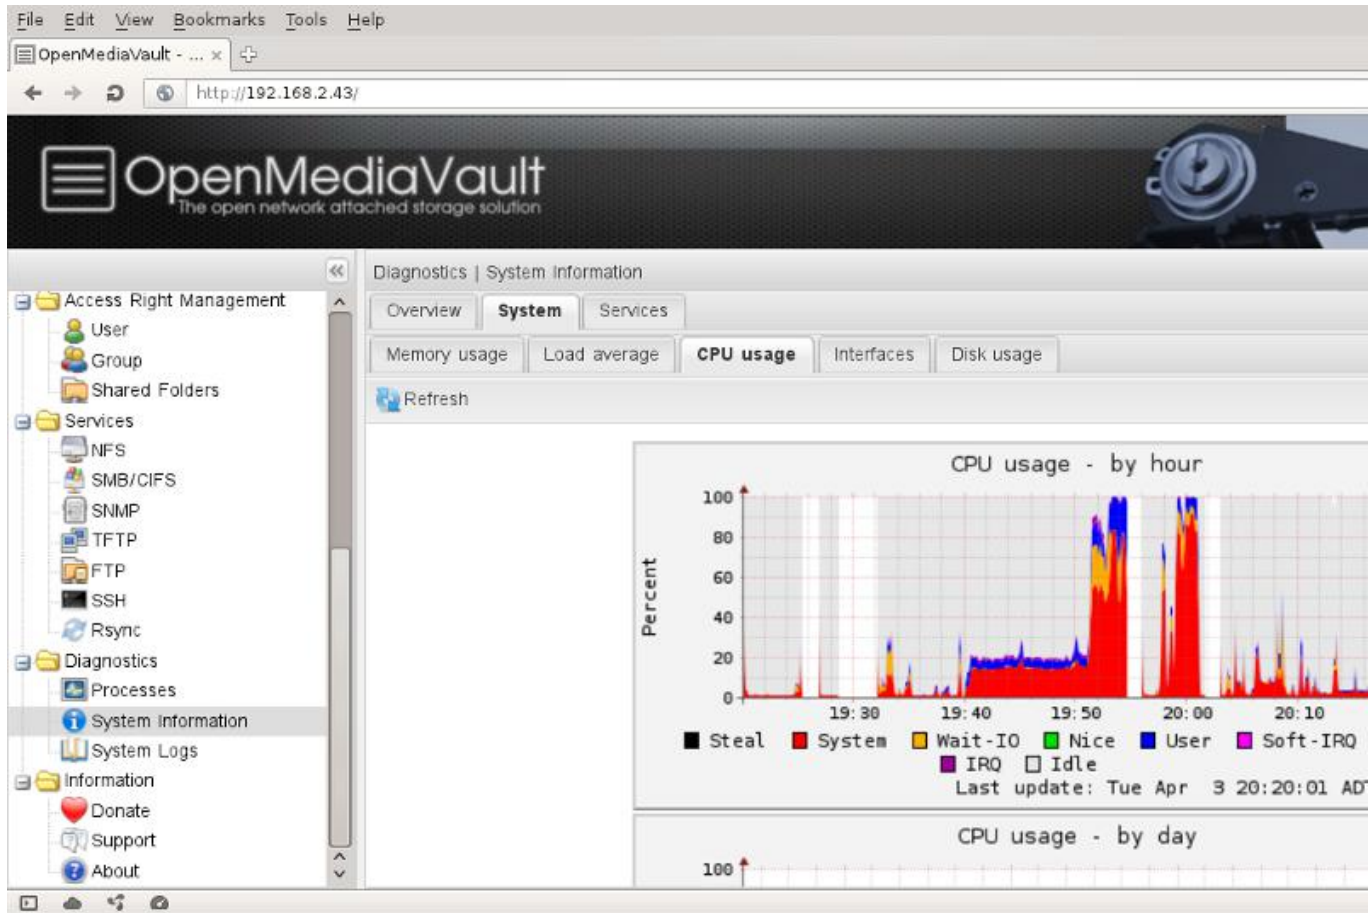 File Edit View Bookmarks Tools Help
OpenMediaVault - ...
http://192.168.2.43/
OpenMediaVault
The open network attached storage solution
Diagnostics | System Information
Access Right Management
User
Group
Shared Folders
Services
NFS
SMB/CIFS
SNMP
TFTP
FTP
SSH
Rsync
Diagnostics
Processes
System Information
System Logs
Information
Donate
Support
About
Overview System Services
Memory usage Load average CPU usage Interfaces Disk usage
Refresh
CPU usage - by hour
Percent
100
80
60
40
20
0
19:30 19:40 19:50 20:00 20:10
Steal System Wait-IO Nice User Soft-IRQ
IRQ Idle
Last update: Tue Apr 3 20:20:01 ADT
CPU usage - by day
100